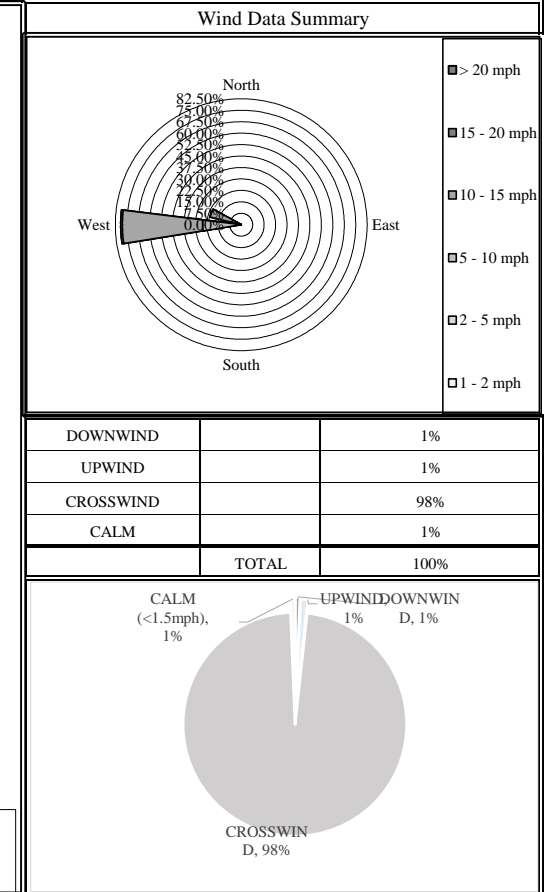 Wind Data Summary
North
82.50%
75.00%
67.50%
60.00%
52.50%
45.00%
37.50%
30.00%
22.50%
15.00%
7.50%
0.00%
West
East
South
> 20 mph
15 - 20 mph
10 - 15 mph
5 - 10 mph
2 - 5 mph
1 - 2 mph
DOWNWIND 1%
UPWIND 1%
CROSSWIND 98%
CALM 1%
TOTAL 100%
CALM
(<1.5mph),
1%
UPWIND,
1%
DOWNWIN
D, 1%
CROSSWIN
D, 98%